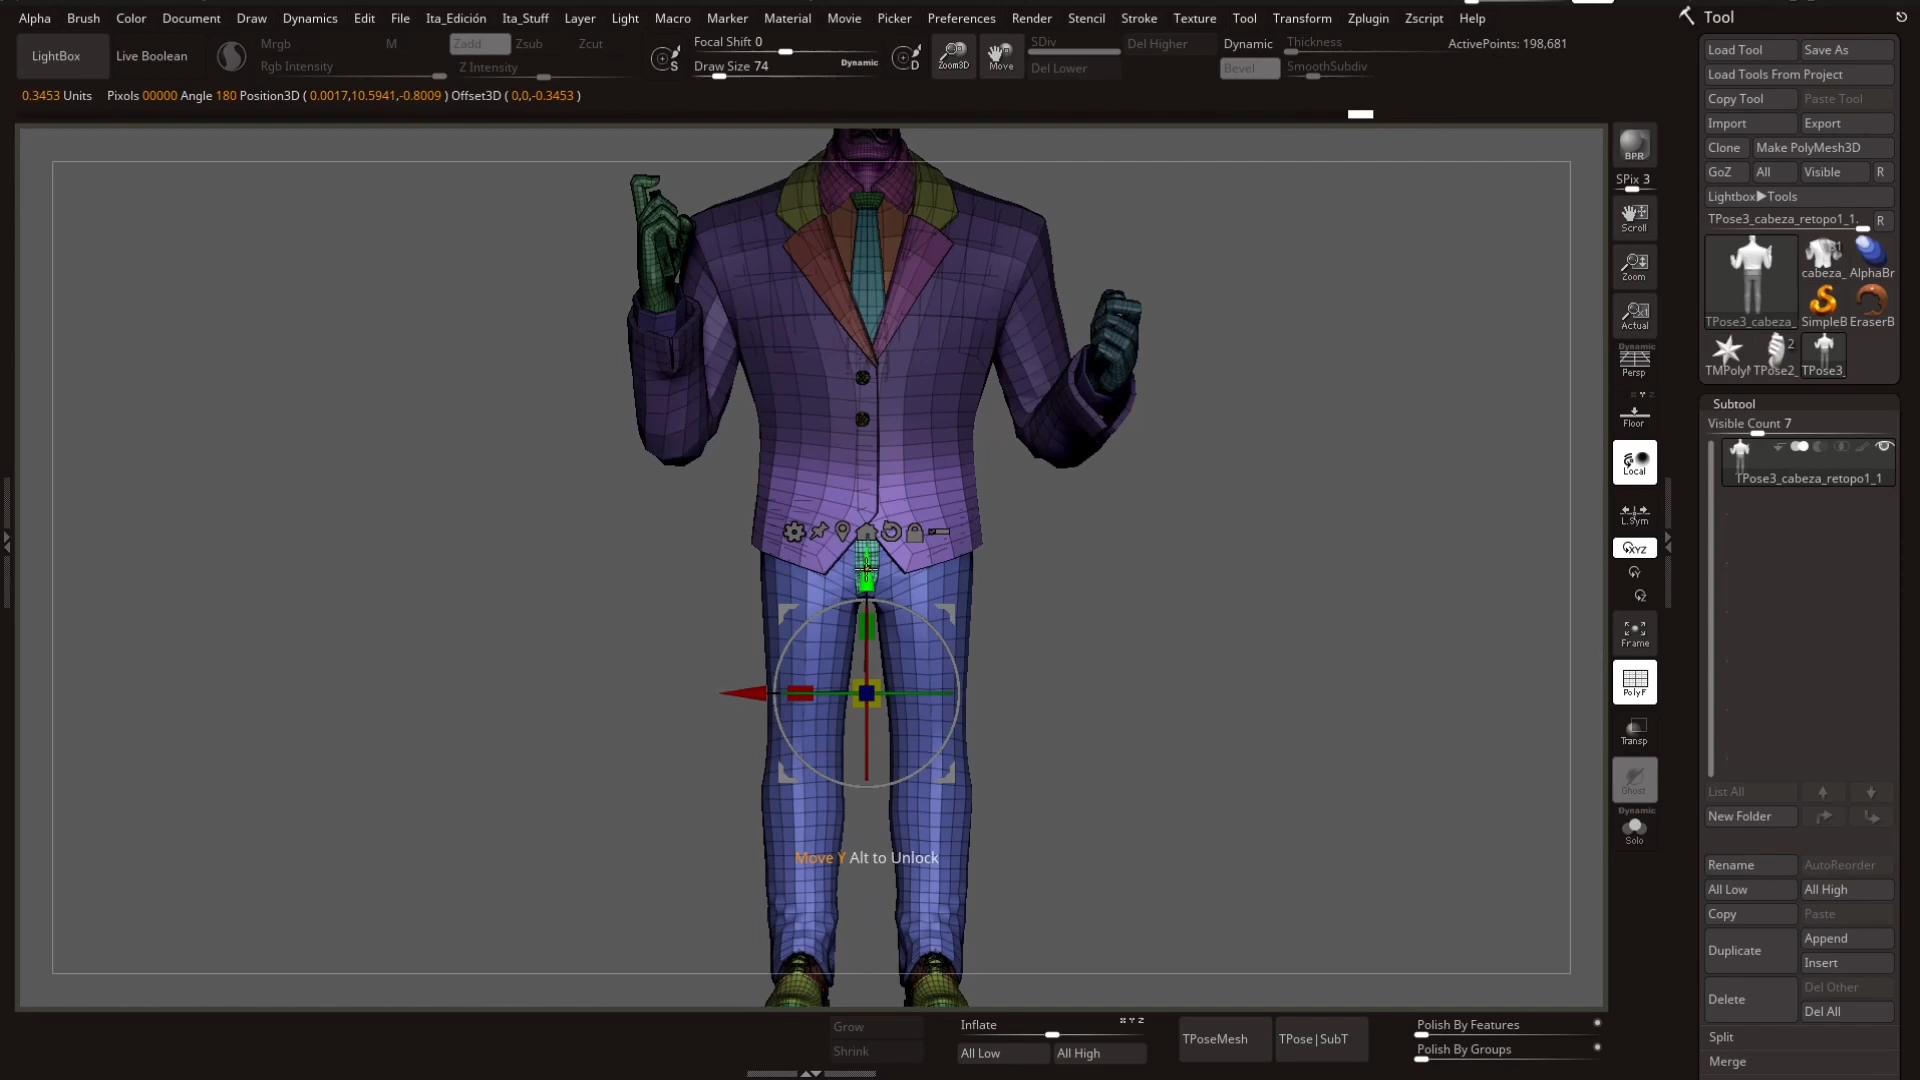 Alpha Brush Color Document Draw Dynamics Edit File Ita_Edición Ita_Stuff Layer Light Macro Marker Material Movie Picker Preferences Render Stencil Stroke Texture Tool Transform Zplugin Zscript Help
Tool
LightBox
Live Boolean
Mrgb
M
Zadd
Zsub
Zcut
Rgb Intensity
Z Intensity
S
Focal Shift 0
Draw Size 74
Dynamic
D
Zoom3D
Move
SDiv
Del Higher
Del Lower
Dynamic
Thickness
Bevel
SmoothSubdiv
ActivePoints: 198,681
0.3453 Units Pixols 00000 Angle 180 Position3D ( 0.0017,10.5941,-0.8009 ) Offset3D ( 0,0,-0.3453 )
Move Y Alt to Unlock
BPR
SPix 3
Scroll
Zoom
Actual
Dynamic
Persp
Floor
Local
L.Sym
XYZ
Y
Z
Frame
PolyF
Transp
Ghost
Dynamic
Solo
Load Tool
Save As
Load Tools From Project
Copy Tool
Paste Tool
Import
Export
Clone
Make PolyMesh3D
GoZ
All
Visible
R
Lightbox▶Tools
TPose3_cabeza_retopo1_1.
R
TPose3_cabeza_
cabeza_
AlphaBr
SimpleB
EraserB
TMPolyM
TPose2_
2
TPose3_
Subtool
Visible Count 7
TPose3_cabeza_retopo1_1
List All
New Folder
Rename
AutoReorder
All Low
All High
Copy
Paste
Duplicate
Append
Insert
Delete
Del Other
Del All
Split
Merge
Grow
Shrink
Inflate
X Y Z
All Low
All High
TPoseMesh
TPose|SubT
Polish By Features
Polish By Groups